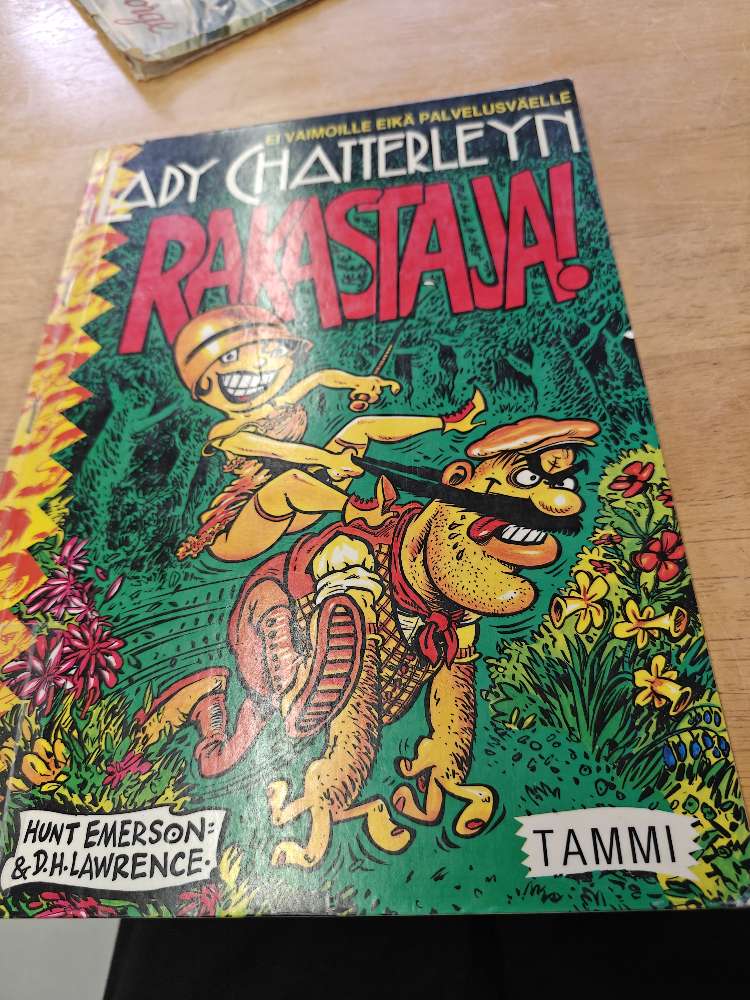 EI VAIMOILLE EIKÄ PALVELUSVÄELLE
LADY CHATTERLEYN
RAKASTAJA!
HUNT EMERSON:
& D.H. LAWRENCE.
TAMMI